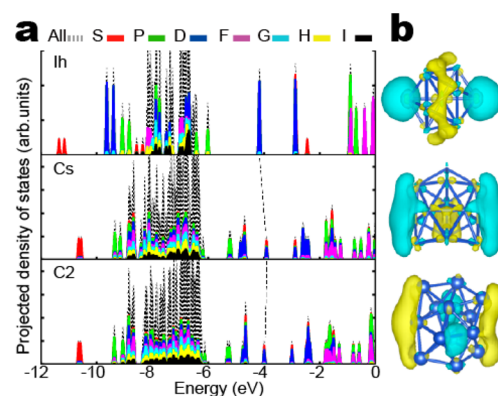 a b
All S P D F G H I
Ih
Cs
C2
Projected density of states (arb.units)
-12 -10 -8 -6 -4 -2 0
Energy (eV)